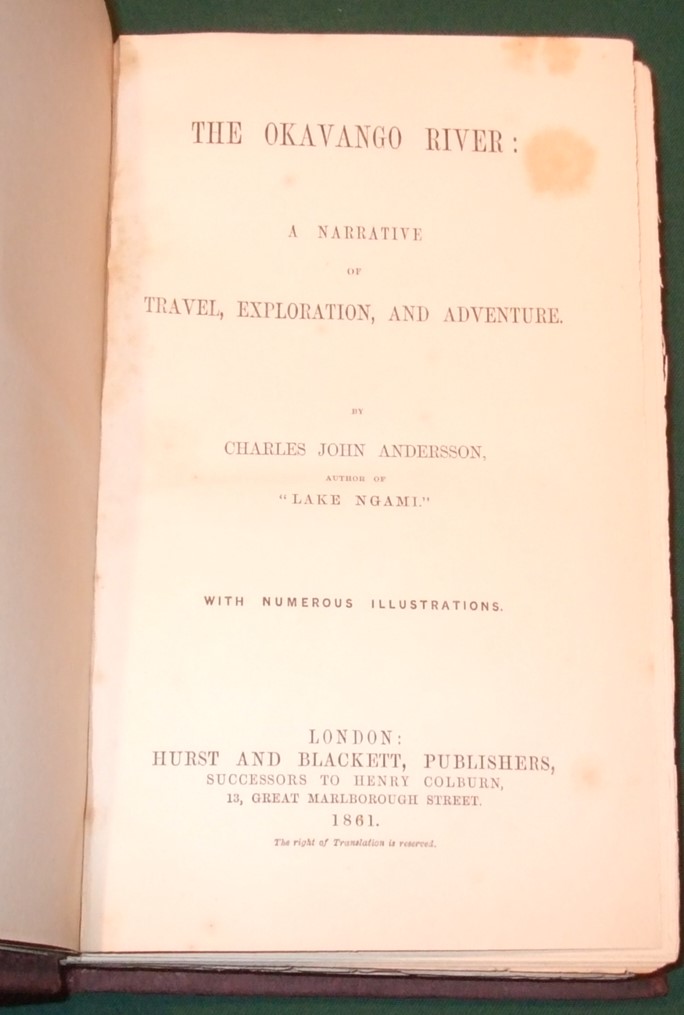 THE OKAVANGO RIVER:
A NARRATIVE
OF
TRAVEL, EXPLORATION, AND ADVENTURE.
BY
CHARLES JOHN ANDERSSON,
AUTHOR OF
"LAKE NGAMI."
WITH NUMEROUS ILLUSTRATIONS.
LONDON:
HURST AND BLACKETT, PUBLISHERS,
SUCCESSORS TO HENRY COLBURN,
13, GREAT MARLBOROUGH STREET.
1861.
The right of Translation is reserved.